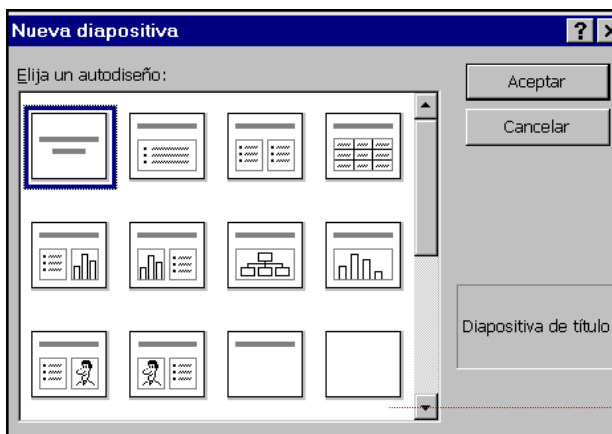 Nueva diapositiva
Elija un autodiseño:
Aceptar
Cancelar
Diapositiva de título